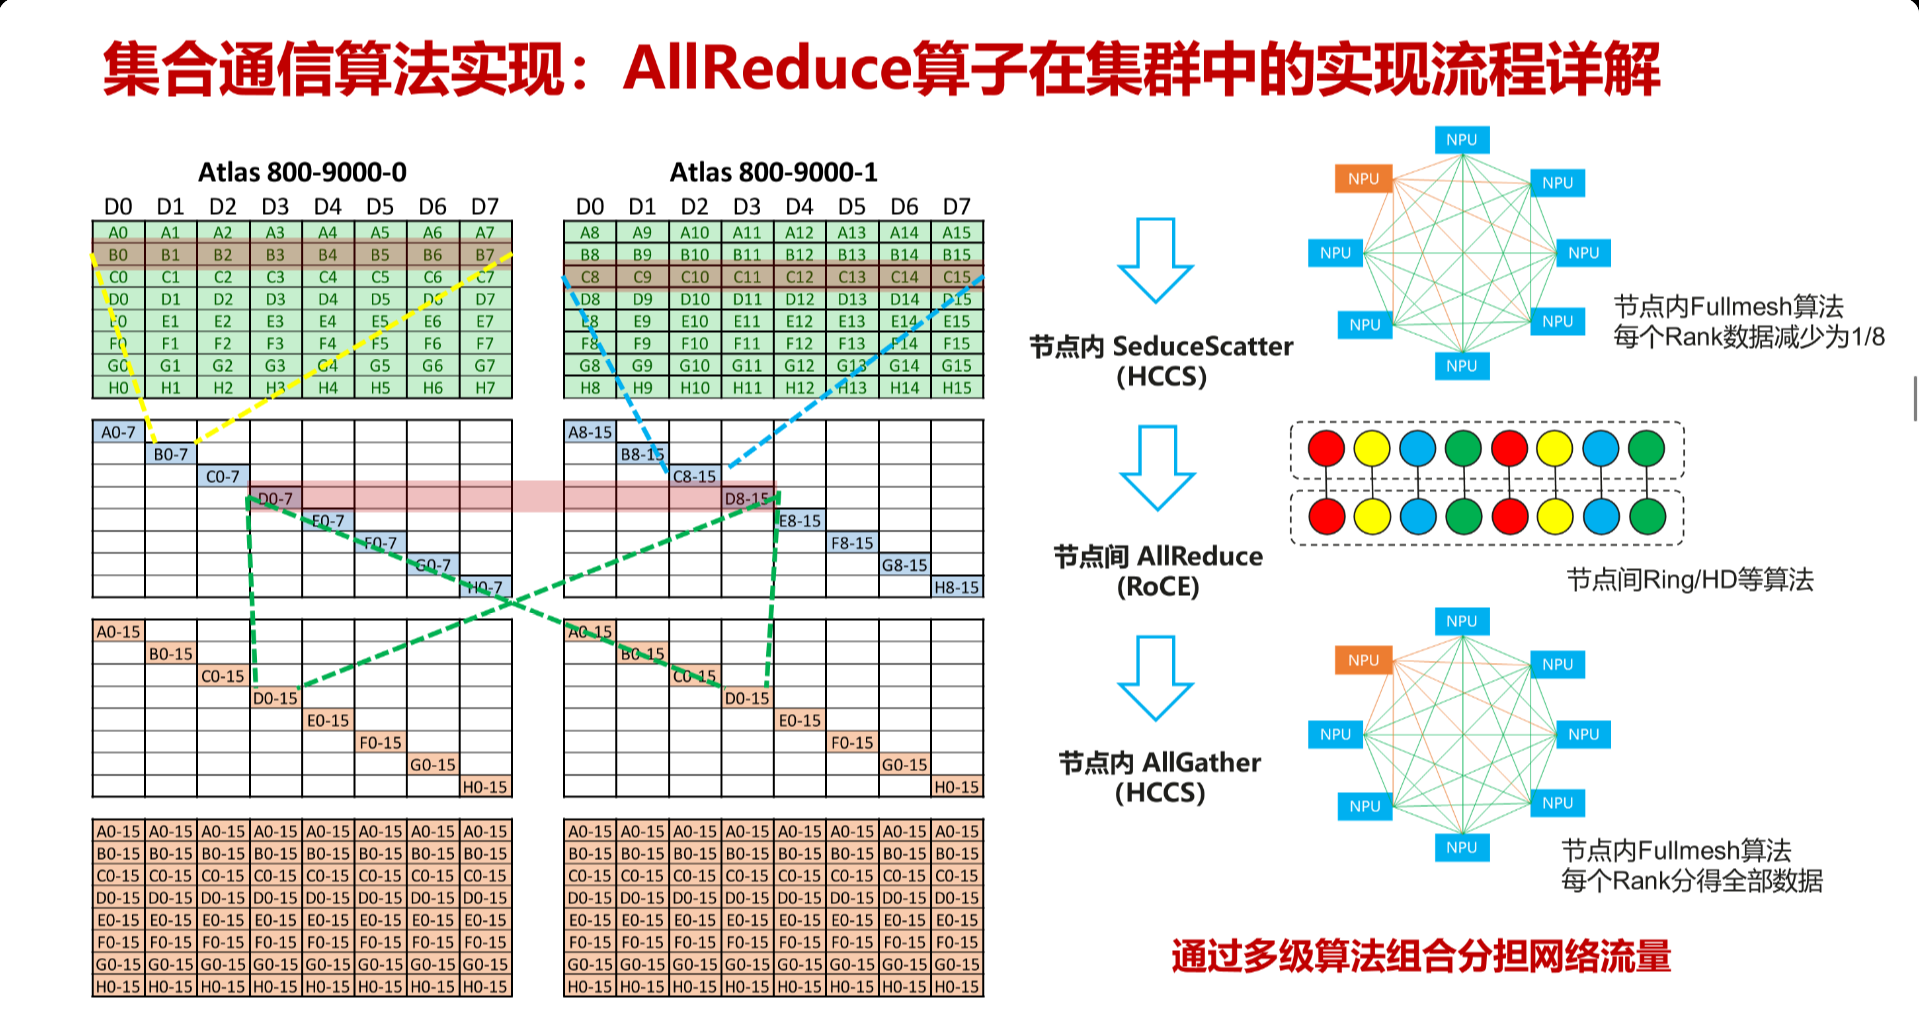 集合通信算法实现：AllReduce算子在集群中的实现流程详解
Atlas 800-9000-0
D0 D1 D2 D3 D4 D5 D6 D7
A0 A1 A2 A3 A4 A5 A6 A7
B0 B1 B2 B3 B4 B5 B6 B7
C0 C1 C2 C3 C4 C5 C6 C7
D0 D1 D2 D3 D4 D5 D6 D7
E0 E1 E2 E3 E4 E5 E6 E7
F0 F1 F2 F3 F4 F5 F6 F7
G0 G1 G2 G3 G4 G5 G6 G7
H0 H1 H2 H3 H4 H5 H6 H7
A0-7
B0-7
C0-7
D0-7
E0-7
F0-7
G0-7
H0-7
A0-15
B0-15
C0-15
D0-15
E0-15
F0-15
G0-15
H0-15
A0-15 A0-15 A0-15 A0-15 A0-15 A0-15 A0-15 A0-15
B0-15 B0-15 B0-15 B0-15 B0-15 B0-15 B0-15 B0-15
C0-15 C0-15 C0-15 C0-15 C0-15 C0-15 C0-15 C0-15
D0-15 D0-15 D0-15 D0-15 D0-15 D0-15 D0-15 D0-15
E0-15 E0-15 E0-15 E0-15 E0-15 E0-15 E0-15 E0-15
F0-15 F0-15 F0-15 F0-15 F0-15 F0-15 F0-15 F0-15
G0-15 G0-15 G0-15 G0-15 G0-15 G0-15 G0-15 G0-15
H0-15 H0-15 H0-15 H0-15 H0-15 H0-15 H0-15 H0-15
Atlas 800-9000-1
D0 D1 D2 D3 D4 D5 D6 D7
A8 A9 A10 A11 A12 A13 A14 A15
B8 B9 B10 B11 B12 B13 B14 B15
C8 C9 C10 C11 C12 C13 C14 C15
D8 D9 D10 D11 D12 D13 D14 D15
E8 E9 E10 E11 E12 E13 E14 E15
F8 F9 F10 F11 F12 F13 F14 F15
G8 G9 G10 G11 G12 G13 G14 G15
H8 H9 H10 H11 H12 H13 H14 H15
A8-15
B8-15
C8-15
D8-15
E8-15
F8-15
G8-15
H8-15
A0-15
B0-15
C0-15
D0-15
E0-15
F0-15
G0-15
H0-15
A0-15 A0-15 A0-15 A0-15 A0-15 A0-15 A0-15 A0-15
B0-15 B0-15 B0-15 B0-15 B0-15 B0-15 B0-15 B0-15
C0-15 C0-15 C0-15 C0-15 C0-15 C0-15 C0-15 C0-15
D0-15 D0-15 D0-15 D0-15 D0-15 D0-15 D0-15 D0-15
E0-15 E0-15 E0-15 E0-15 E0-15 E0-15 E0-15 E0-15
F0-15 F0-15 F0-15 F0-15 F0-15 F0-15 F0-15 F0-15
G0-15 G0-15 G0-15 G0-15 G0-15 G0-15 G0-15 G0-15
H0-15 H0-15 H0-15 H0-15 H0-15 H0-15 H0-15 H0-15
节点内 SeduceScatter
（HCCS)
节点间 AllReduce
(RoCE)
节点内 AllGather
（HCCS)
NPU
NPU
NPU
NPU
NPU
NPU
NPU
NPU
节点内Fullmesh算法
每个Rank数据减少为1/8
节点间Ring/HD等算法
NPU
NPU
NPU
NPU
NPU
NPU
NPU
NPU
节点内Fullmesh算法
每个Rank分得全部数据
通过多级算法组合分担网络流量